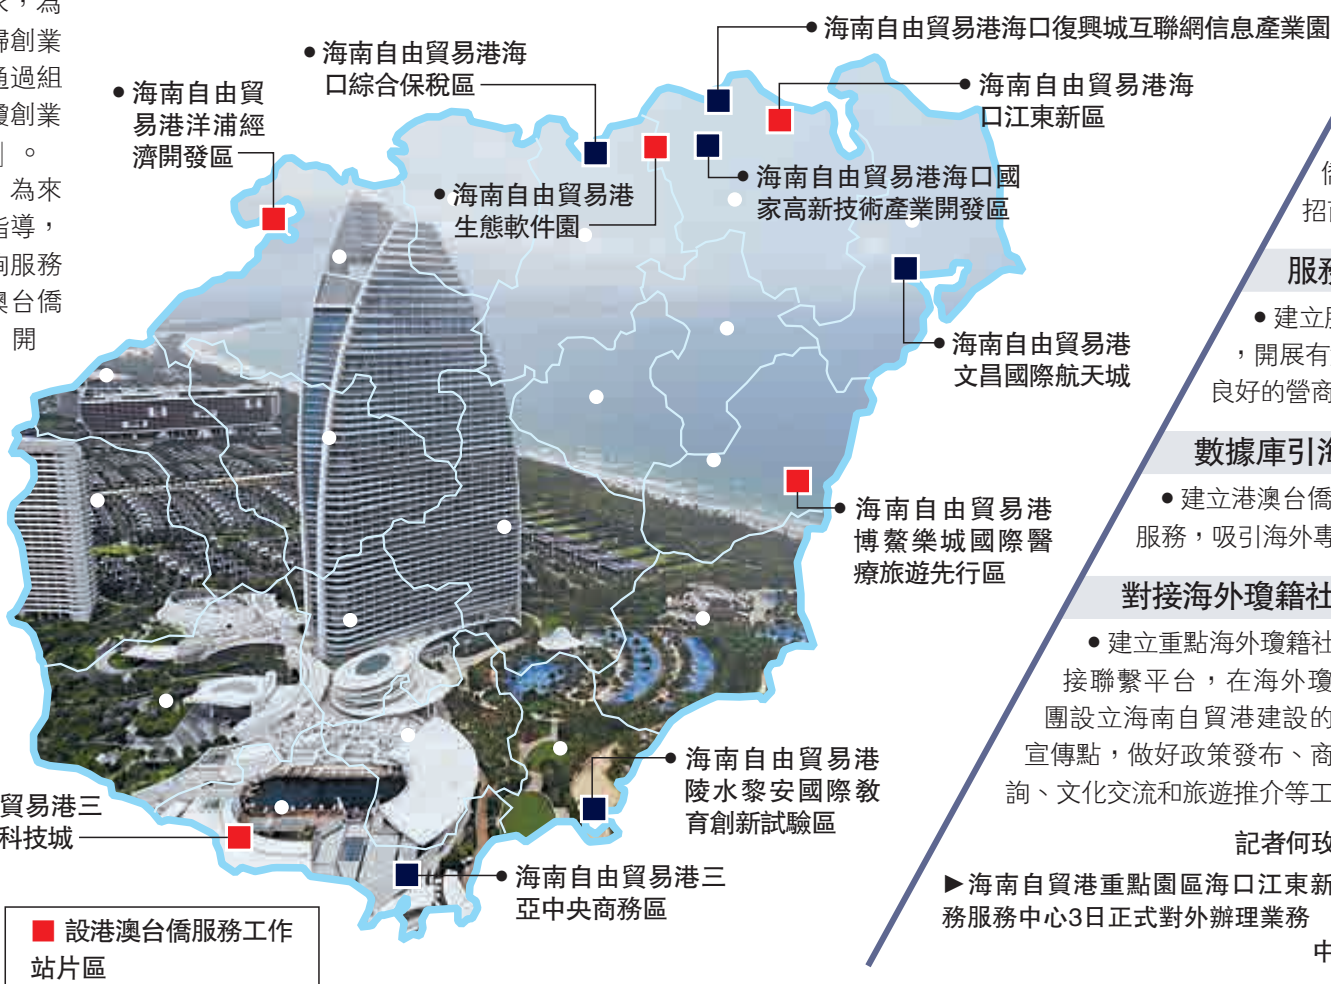 為
歸創業
通過組
瓊創業
」。
為來
指導，
詢服務
澳台僑
開
海南自由貿易港海口復興城互聯網信息產業園
海南自由貿易港海
口綜合保稅區
海南自由貿易港海
口江東新區
海南自由貿
易港洋浦經
濟開發區
海南自由貿易港
生態軟件園
海南自由貿易港海口國
家高新技術產業開發區
海南自由貿易港
文昌國際航天城
海南自由貿易港
博鰲樂城國際醫
療旅遊先行區
海南自由貿易港
陵水黎安國際教
育創新試驗區
貿易港三
科技城
海南自由貿易港三
亞中央商務區
■ 設港澳台僑服務工作
站片區
招
服務
● 建立
，開展有
良好的營商
數據庫引海
● 建立港澳台僑
服務，吸引海外專
對接海外瓊籍社
● 建立重點海外瓊籍社
接聯繫平台，在海外瓊
團設立海南自貿港建設的
宣傳點，做好政策發布、商
詢、文化交流和旅遊推介等工
記者何玫
▶海南自貿港重點園區海口江東新
務服務中心3日正式對外辦理業務
中